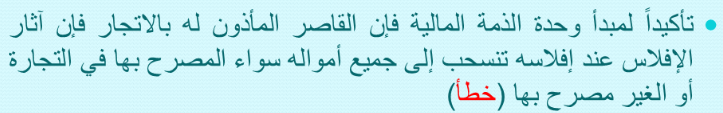 • تأكيداً لمبدأ وحدة الذمة المالية فإن القاصر المأذون له بالاتجار فإن آثار
الإفلاس عند إفلاسه تنسحب إلى جميع أمواله سواء المصرح بها في التجارة
أو الغير مصرح بها (خطأ)